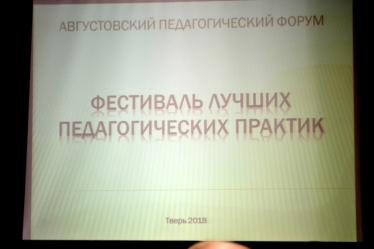 АВГУСТОВСКИЙ ПЕДАГОГИЧЕСКИЙ ФОРУМ
ФЕСТИВАЛЬ ЛУЧШИХ
ПЕДАГОГИЧЕСКИХ ПРАКТИК
Тверь 2018